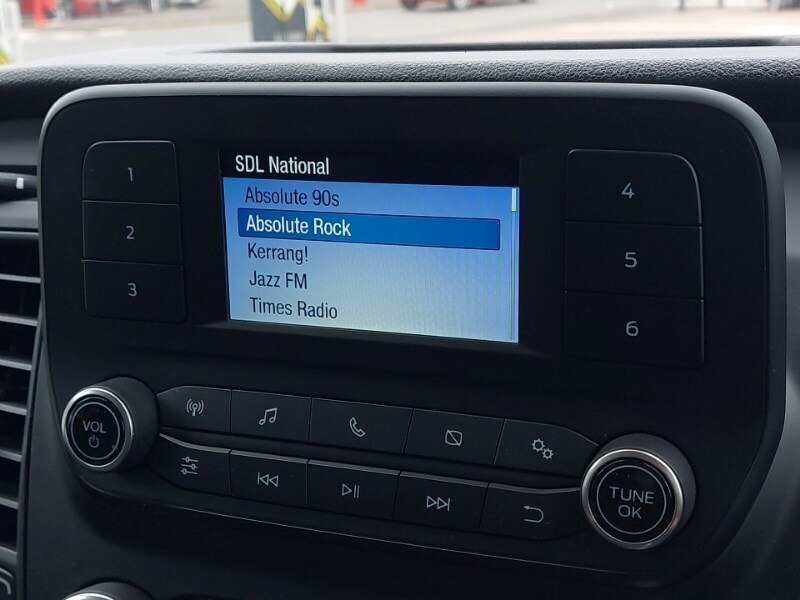 SDL National
Absolute 90s
Absolute Rock
Kerrang!
Jazz FM
Times Radio
1
2
3
4
5
6
VOL
TUNE
OK